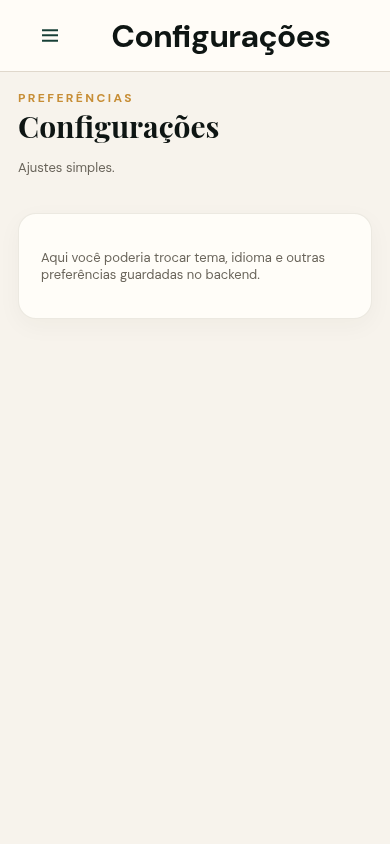 Configurações
PREFERÊNCIAS
Configurações
Ajustes simples.
Aqui você poderia trocar tema, idioma e outras
preferências guardadas no backend.